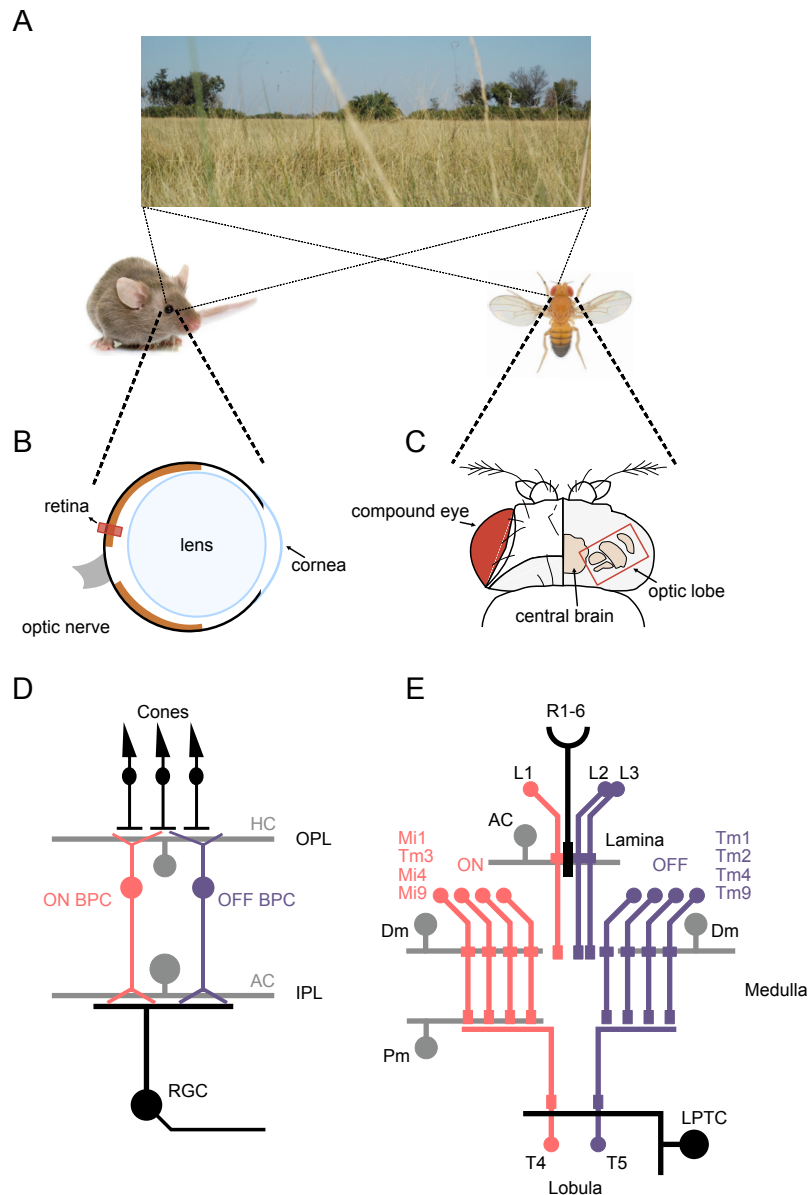 A
B
C
retina
lens
cornea
optic nerve
compound eye
optic lobe
central brain
D
Cones
HC
OPL
ON BPC
OFF BPC
AC
IPL
RGC
E
R1-6
L1
L2
L3
AC
Lamina
Mi1
Tm3
Mi4
Mi9
ON
OFF
Tm1
Tm2
Tm4
Tm9
Dm
Dm
Medulla
Pm
LPTC
T4
T5
Lobula